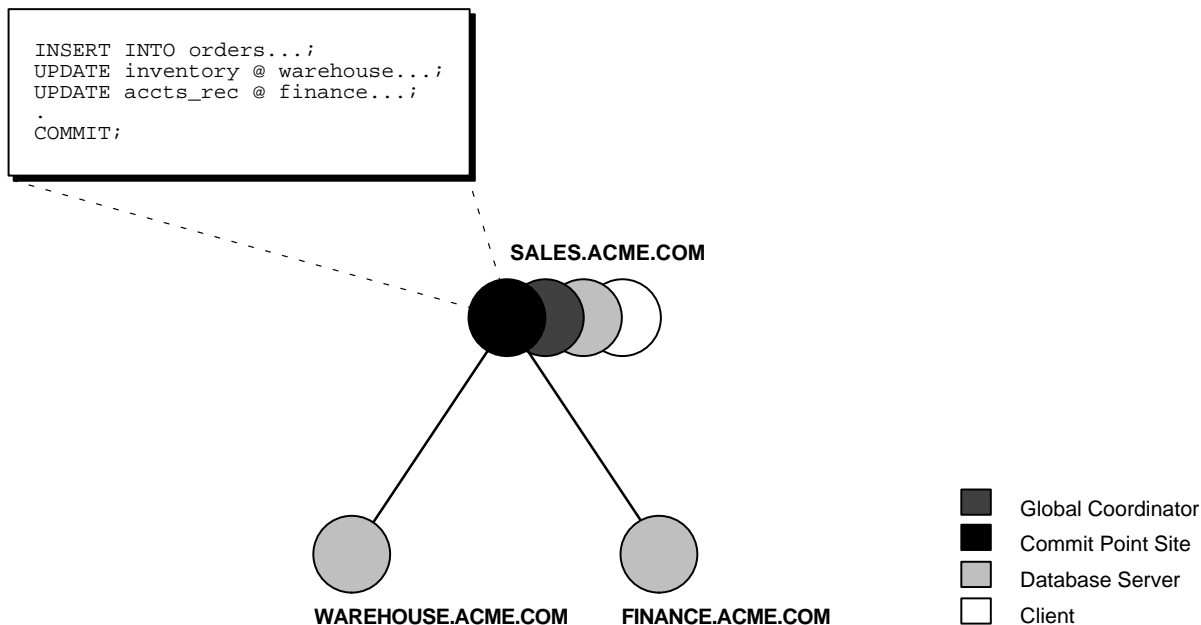 INSERT INTO orders...;
UPDATE inventory @ warehouse...;
UPDATE accts_rec @ finance...;
.
COMMIT;
SALES.ACME.COM
WAREHOUSE.ACME.COM
FINANCE.ACME.COM
Global Coordinator
Commit Point Site
Database Server
Client